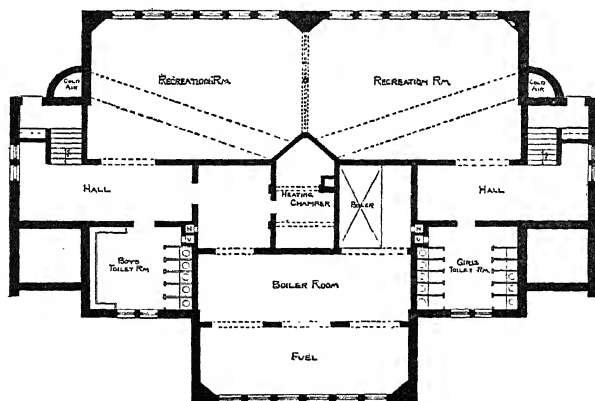 RECREATION RM.
RECREATION RM.
COLD
AIR
COLD
AIR
HALL
HEATING
CHAMBER
BOILER
HALL
BOYS
TOILET RM.
GIRLS
TOILET RM.
BOILER ROOM
FUEL